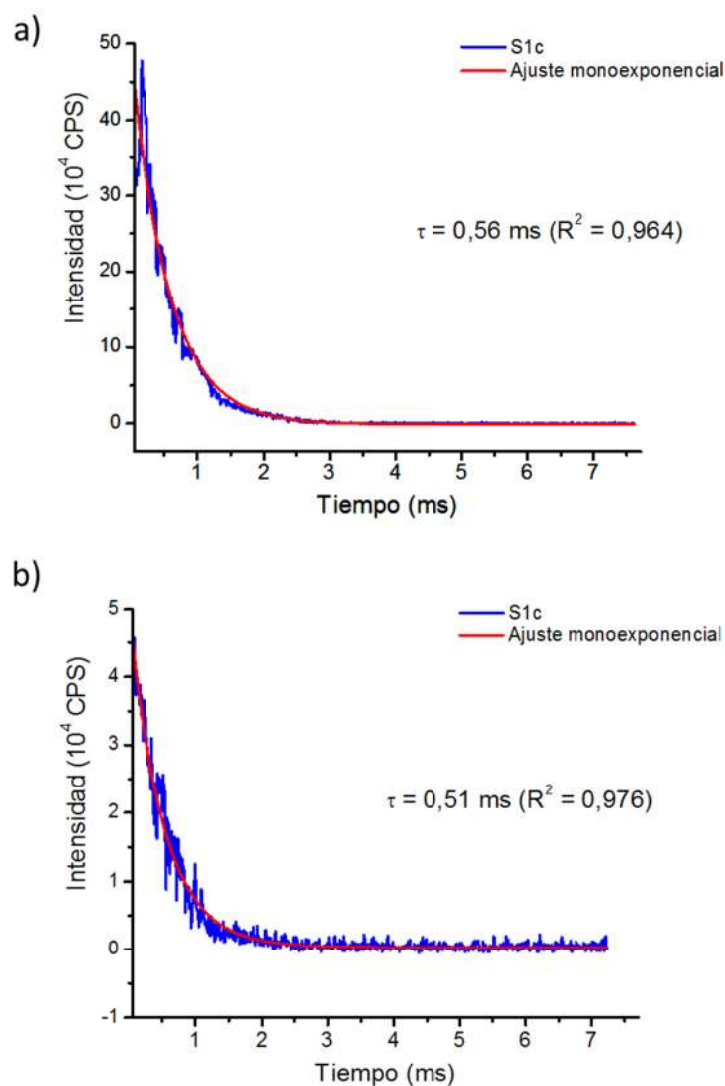 a)
S1c
Ajuste monoexponencial
50
40
30
20
10
0
Intensidad (10⁴ CPS)
τ = 0,56 ms (R² = 0,964)
1 2 3 4 5 6 7
Tiempo (ms)
b)
S1c
Ajuste monoexponencial
5
4
3
2
1
0
-1
Intensidad (10⁴ CPS)
τ = 0,51 ms (R² = 0,976)
1 2 3 4 5 6 7
Tiempo (ms)